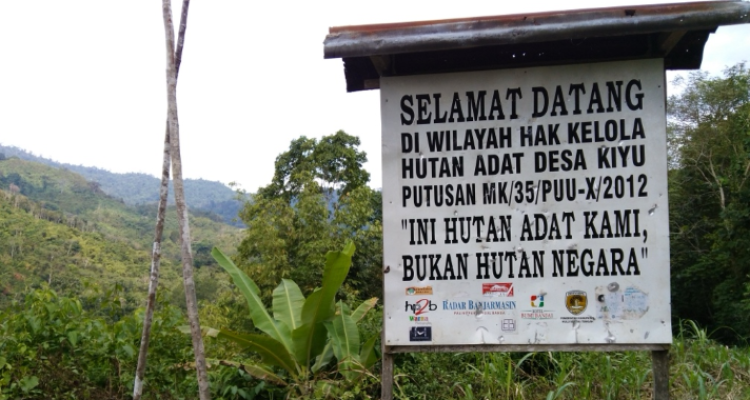 SELAMAT DATANG
DI WILAYAH HAK KELOLA
HUTAN ADAT DESA KIYU
PUTUSAN MK/35/PUU-X/2012
"INI HUTAN ADAT KAMI,
BUKAN HUTAN NEGARA"
RADAR BANJARMASIN